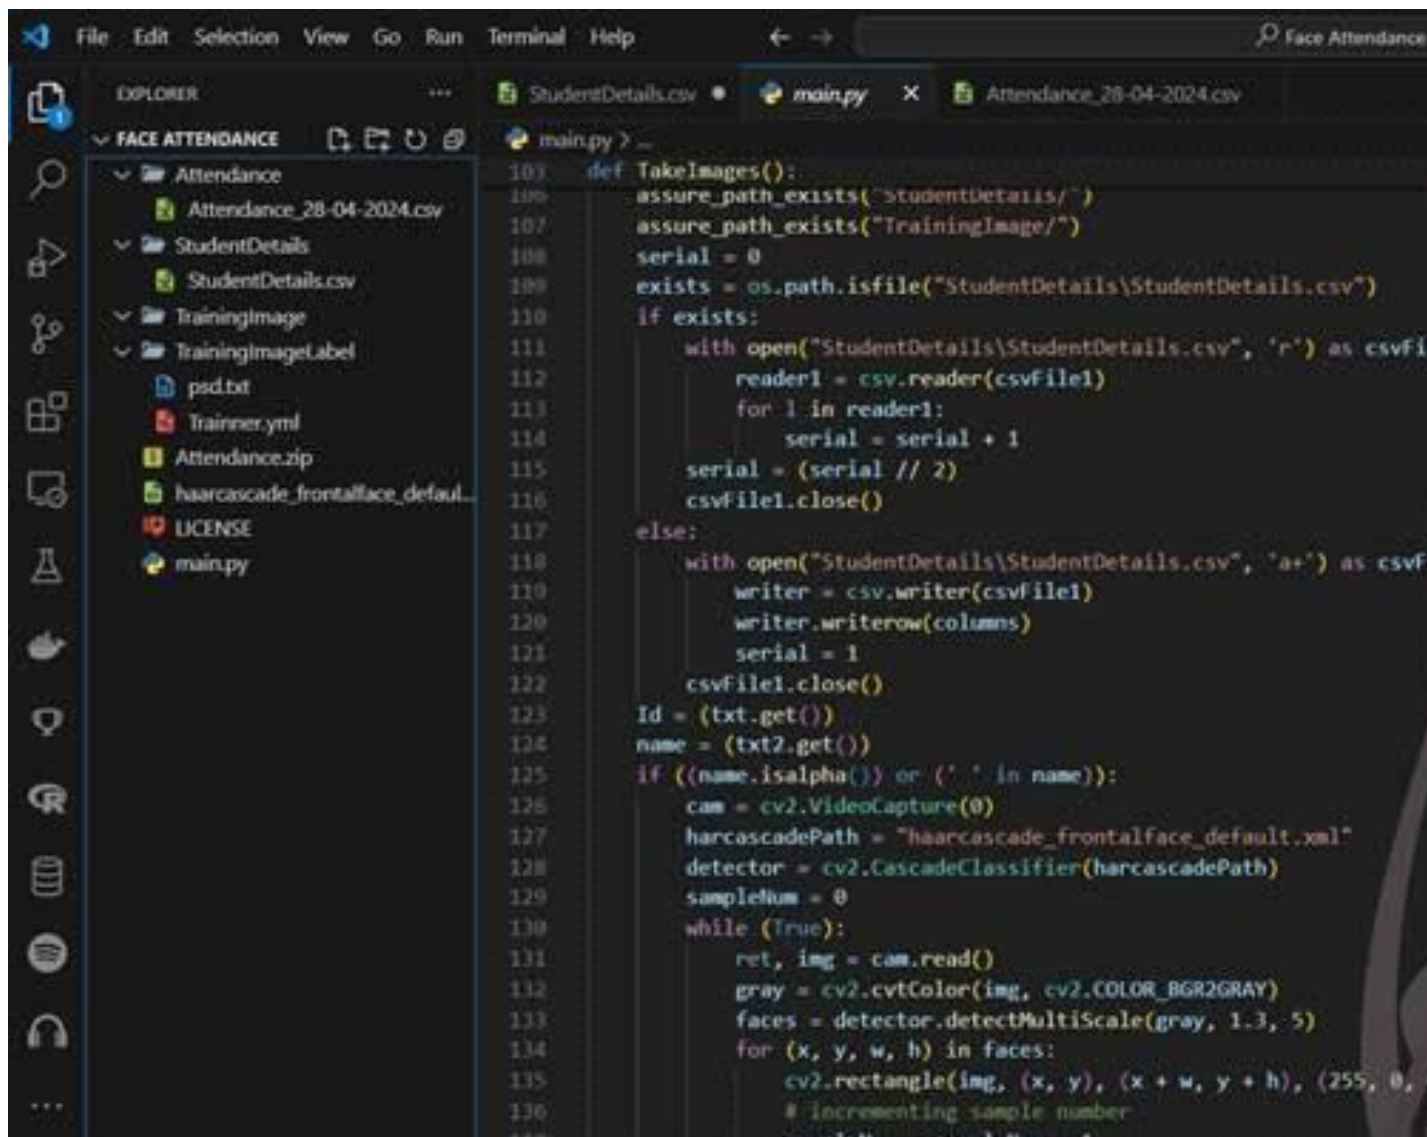 File Edit Selection View Go Run Terminal Help
Face Attendance
EXPLORER
StudentDetails.csv
main.py
Attendance_28-04-2024.csv
FACE ATTENDANCE
main.py > ...
Attendance
Attendance_28-04-2024.csv
StudentDetails
StudentDetails.csv
TrainingImage
TrainingImageLabel
psd.txt
Trainner.yml
Attendance.zip
haarcascade_frontalface_defaul...
LICENSE
main.py
103 def TakeImages():
106 assure_path_exists("StudentDetails/")
107 assure_path_exists("TrainingImage/")
108 serial = 0
109 exists = os.path.isfile("StudentDetails\StudentDetails.csv")
110 if exists:
111 with open("StudentDetails\StudentDetails.csv", 'r') as csvFi
112 reader1 = csv.reader(csvFile1)
113 for l in reader1:
114 serial = serial + 1
115 serial = (serial // 2)
116 csvFile1.close()
117 else:
118 with open("StudentDetails\StudentDetails.csv", 'a+') as csvF
119 writer = csv.writer(csvFile1)
120 writer.writerow(columns)
121 serial = 1
122 csvFile1.close()
123 Id = (txt.get())
124 name = (txt2.get())
125 if ((name.isalpha()) or (' ' in name)):
126 cam = cv2.VideoCapture(0)
127 harcascadePath = "haarcascade_frontalface_default.xml"
128 detector = cv2.CascadeClassifier(harcascadePath)
129 sampleNum = 0
130 while (True):
131 ret, img = cam.read()
132 gray = cv2.cvtColor(img, cv2.COLOR_BGR2GRAY)
133 faces = detector.detectMultiScale(gray, 1.3, 5)
134 for (x, y, w, h) in faces:
135 cv2.rectangle(img, (x, y), (x + w, y + h), (255, 0,
136 # incrementing sample number